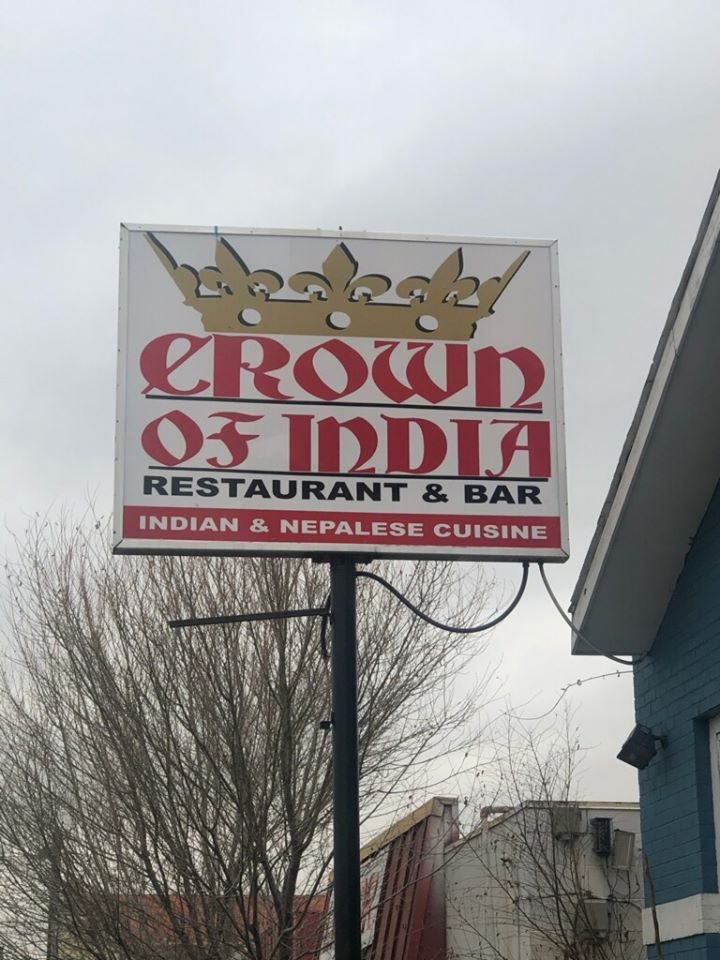 CROWN
OF INDIA
RESTAURANT & BAR
INDIAN & NEPALESE CUISINE